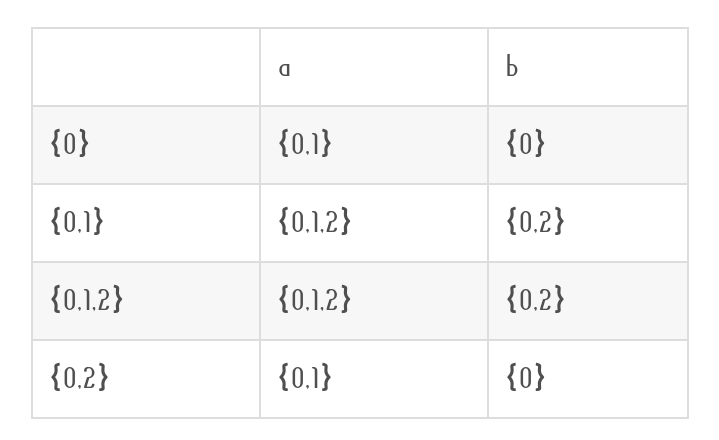 a b
{0} {0,1} {0}
{0,1} {0,1,2} {0,2}
{0,1,2} {0,1,2} {0,2}
{0,2} {0,1} {0}